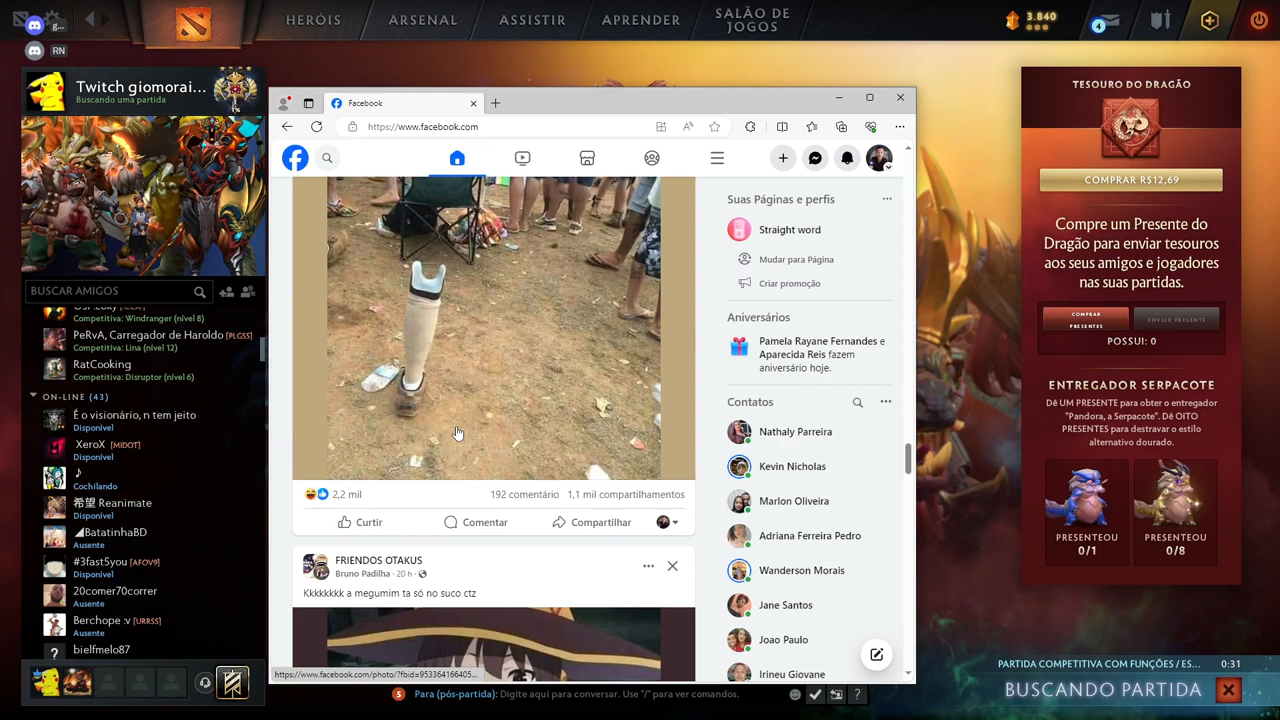 g...
RN
HERÓIS
ARSENAL
ASSISTIR
APRENDER
SALÃO DE
JOGOS
3.840
4
Twitch giomorai...
Buscando uma partida
BUSCAR AMIGOS
Competitiva: Windranger (nível 8)
PeRvA, Carregador de Haroldo [PLGSS]
Competitiva: Lina (nível 12)
RatCooking
Competitiva: Disruptor (nível 6)
ON-LINE (43)
É o visionário, n tem jeito
Disponível
XeroX [MIDOT]
Disponível
♪
Cochilando
希望 Reanimate
Disponível
◢BatatinhaBD
Ausente
#3fast5you [AFOV9]
Disponível
20comer70correr
Ausente
Berchope :v [URRSS]
Ausente
bielfmelo87
?
Facebook
https://www.facebook.com
Suas Páginas e perfis
Straight word
Mudar para Página
Criar promoção
Aniversários
Pamela Rayane Fernandes e
Aparecida Reis fazem
aniversário hoje.
Contatos
Nathaly Parreira
Kevin Nicholas
Marlon Oliveira
Adriana Ferreira Pedro
Wanderson Morais
Jane Santos
Joao Paulo
Irineu Giovane
2,2 mil
192 comentário 1,1 mil compartilhamentos
Curtir
Comentar
Compartilhar
FRIENDOS OTAKUS
Bruno Padilha · 20 h ·
Kkkkkkkk a megumim ta só no suco ctz
https://www.facebook.com/photo/?fbid=953364166405...
5 Para (pós-partida): Digite aqui para conversar. Use "/" para ver comandos.
?
TESOURO DO DRAGÃO
COMPRAR R$12,69
Compre um Presente do
Dragão para enviar tesouros
aos seus amigos e jogadores
nas suas partidas.
COMPRAR
PRESENTES
ENVIAR PRESENTE
POSSUI: 0
ENTREGADOR SERPACOTE
Dê UM PRESENTE para obter o entregador
"Pandora, a Serpacote". Dê OITO
PRESENTES para destravar o estilo
alternativo dourado.
PRESENTEOU
0/1
PRESENTEOU
0/8
PARTIDA COMPETITIVA COM FUNÇÕES / ES...
0:31
BUSCANDO PARTIDA